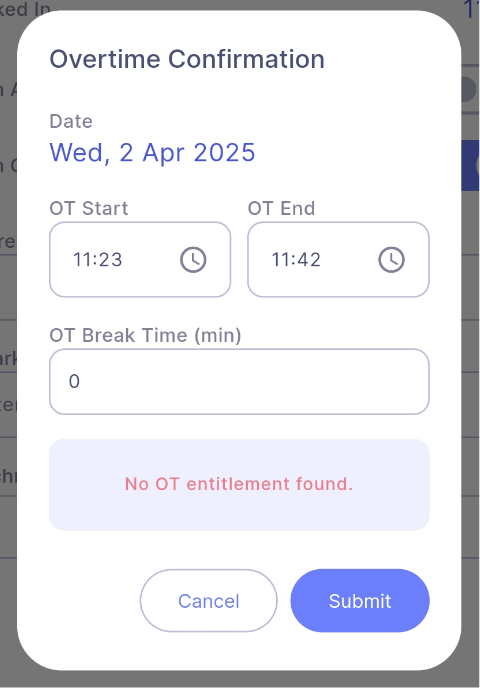 ked In
Overtime Confirmation
Date
Wed, 2 Apr 2025
OT Start
OT End
11:23
11:42
OT Break Time (min)
0
No OT entitlement found.
Cancel
Submit